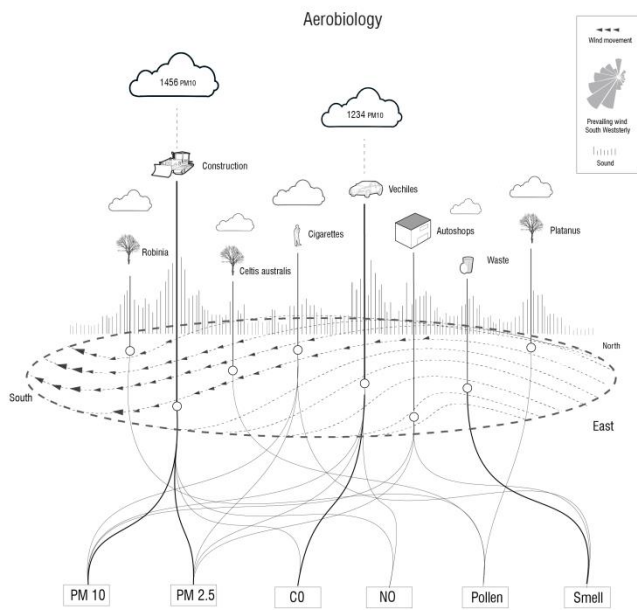 Aerobiology
Wind movement
Prevailing wind
South Weststerly
Sound
1456 PM10
1234 PM10
Construction
Vechiles
Robinia
Celtis australis
Cigarettes
Autoshops
Waste
Platanus
North
South
East
PM 10
PM 2.5
C0
NO
Pollen
Smell